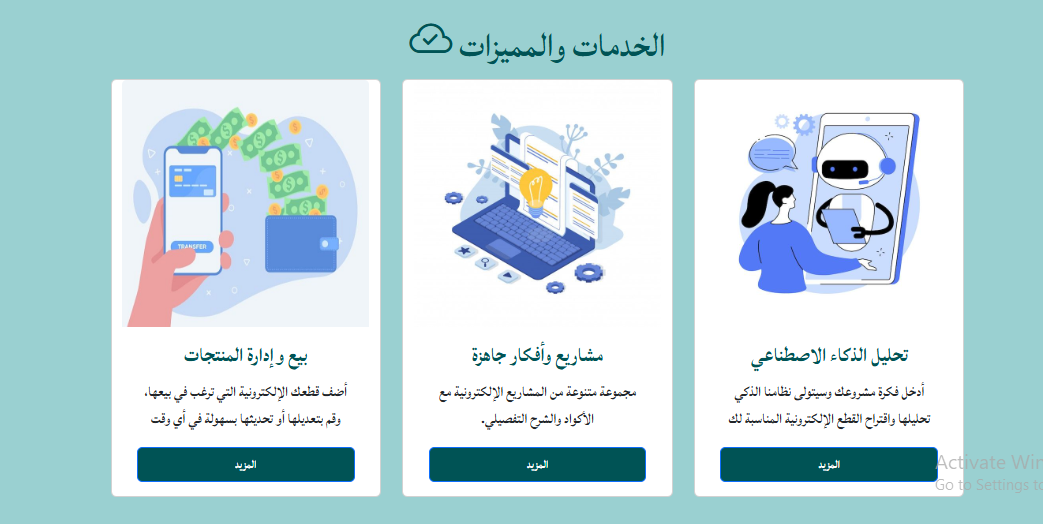 الخدمات والمميزات
تحليل الذكاء الاصطناعي
أدخل فكرة مشروعك وسيتولى نظامنا الذكي
تحليلها واقتراح القطع الإلكترونية المناسبة لك
المزيد
مشاريع وأفكار جاهزة
مجموعة متنوعة من المشاريع الإلكترونية مع
الأكواد والشرح التفصيلي.
المزيد
TRANSFER
بيع وإدارة المنتجات
أضف قطعك الإلكترونية التي ترغب في بيعها،
وقم بتعديلها أو تحديثها بسهولة في أي وقت
المزيد
Activate Win
Go to Settings to